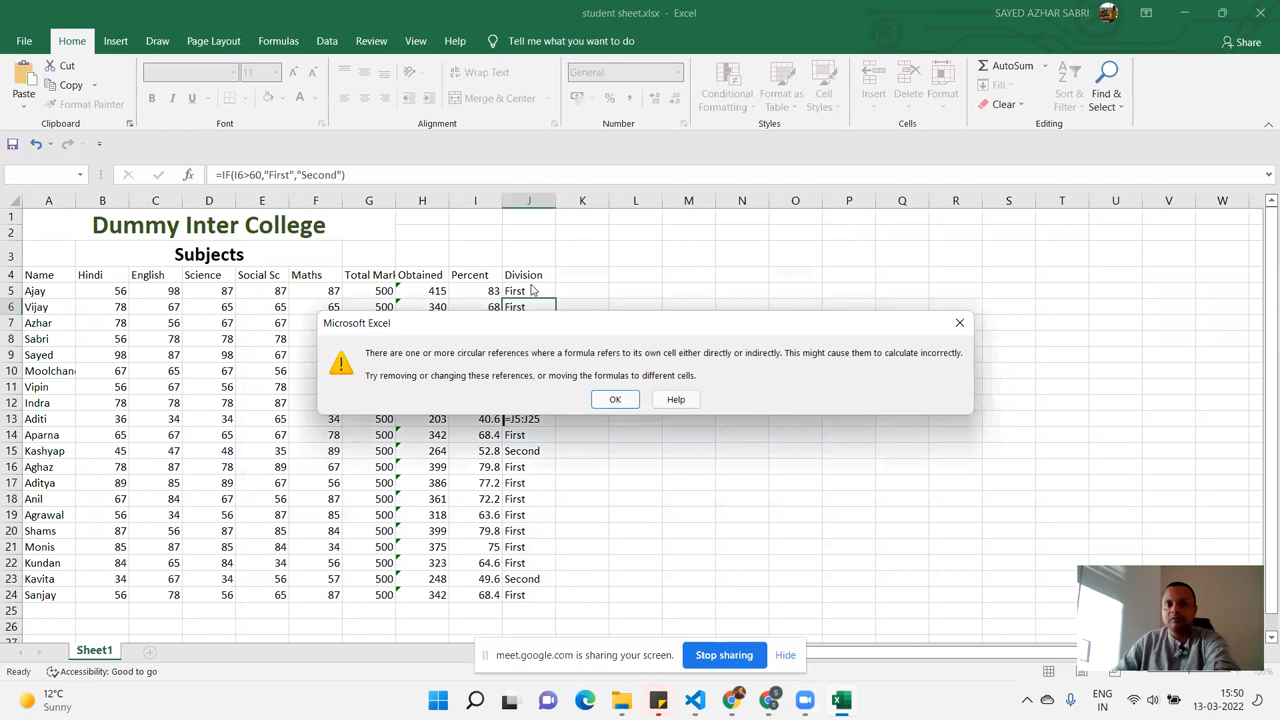 student sheet.xlsx - Excel
SAYED AZHAR SABRI
File Home Insert Draw Page Layout Formulas Data Review View Help Tell me what you want to do Share
Paste
Cut
Copy
Format Painter
Clipboard
11
B I U
Font
Wrap Text
Merge & Center
Alignment
General
Number
Conditional Formatting
Format as Table
Cell Styles
Styles
Insert Delete Format
Cells
AutoSum
Fill
Clear
Sort & Filter
Find & Select
Editing
=IF(I6>60,"First","Second")
A B C D E F G H I J K L M N O P Q R S T U V W
1 Dummy Inter College
2
3 Subjects
4 Name Hindi English Science Social Sc Maths Total Mark Obtained Percent Division
5 Ajay 56 98 87 87 87 500 415 83 First
6 Vijay 78 67 65 65 65 500 340 68 First
7 Azhar 78 56 67 67
8 Sabri 56 78 78 78
9 Sayed 98 87 98 67
10 Moolchand 87 67 65 67
11 Vipin 56 67 56 78
12 Indra 56 78 78 87
Microsoft Excel
There are one or more circular references where a formula refers to its own cell either directly or indirectly. This might cause them to calculate incorrectly.
Try removing or changing these references, or moving the formulas to different cells.
OK Help
13 Aditi 36 34 65 34 34 500 203 40.6 =J5:J25
14 Aparna 65 67 65 67 78 500 342 68.4 First
15 Kashyap 45 47 48 35 89 500 264 52.8 Second
16 Aghaz 78 87 78 89 67 500 399 79.8 First
17 Aditya 89 85 89 67 56 500 386 77.2 First
18 Anil 67 84 67 56 87 500 361 72.2 First
19 Agrawal 56 34 56 87 85 500 318 63.6 First
20 Shams 87 56 87 85 84 500 399 79.8 First
21 Monis 85 87 85 84 34 500 375 75 First
22 Kundan 84 65 84 34 56 500 323 64.6 First
23 Kavita 34 67 34 56 57 500 248 49.6 Second
24 Sanjay 56 78 56 65 87 500 342 68.4 First
25
26
27
Sheet1
meet.google.com is sharing your screen. Stop sharing Hide
Ready Accessibility: Good to go
12°C
Sunny
ENG
IN
15:50
13-03-2022